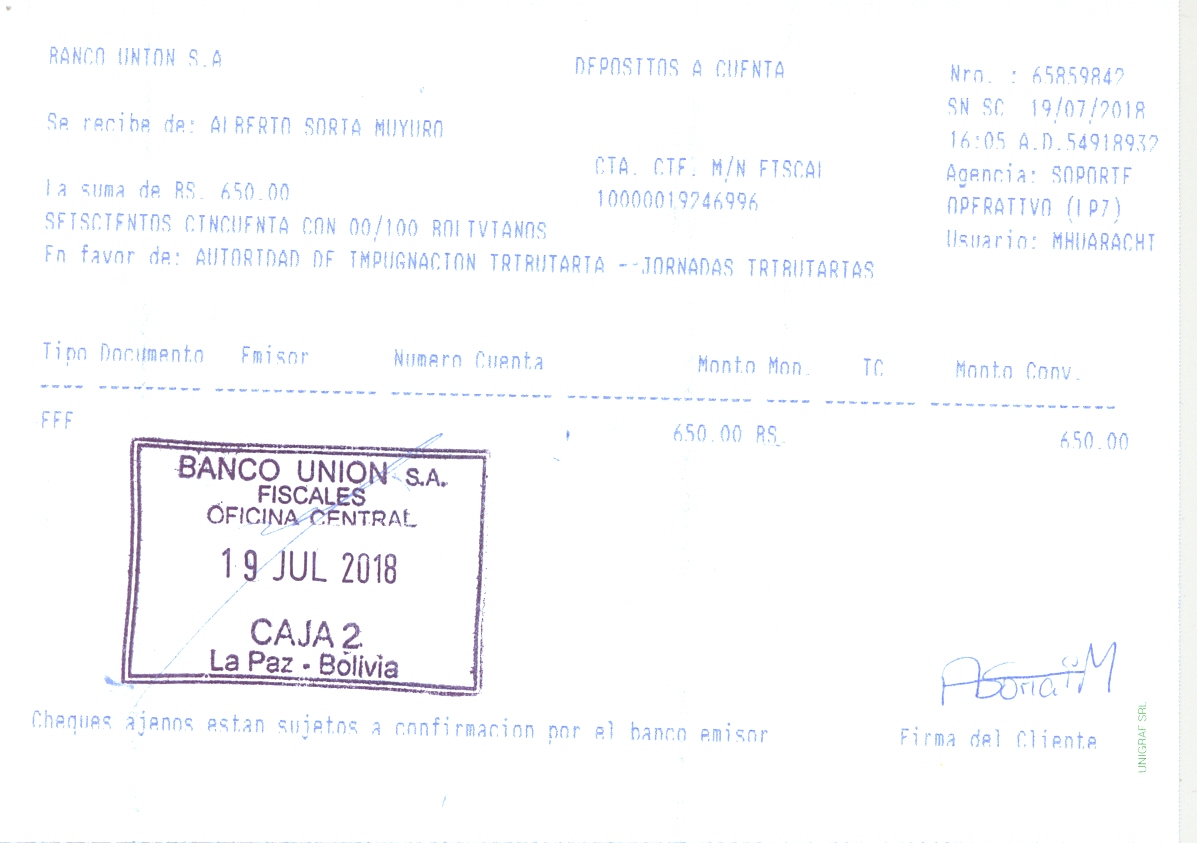 BANCO UNION S.A
DEPOSITOS A CUENTA
Nro. : 65859842
SN SC 19/07/2018
Se recibe de: ALBERTO SORIA MUYURO
16:05 A.D.54918932
CTA. CTE. M/N FISCAL
Agencia: SOPORTE
La suma de BS. 650.00
10000019246996
OPERATIVO (LPZ)
SEISCIENTOS CINCUENTA CON 00/100 BOLIVIANOS
Usuario: MHUARACHI
En favor de: AUTORIDAD DE IMPUGNACION TRIBUTARIA --JORNADAS TRIBUTARIAS
Tipo Documento Emisor Numero Cuenta Monto Mon. TC Monto Conv.
EFE 650.00 BS. 650.00
BANCO UNION S.A.
FISCALES
OFICINA CENTRAL
19 JUL 2018
CAJA 2
La Paz - Bolivia
ASoria M
Cheques ajenos estan sujetos a confirmacion por el banco emisor
Firma del Cliente
UNIGRAF SRL